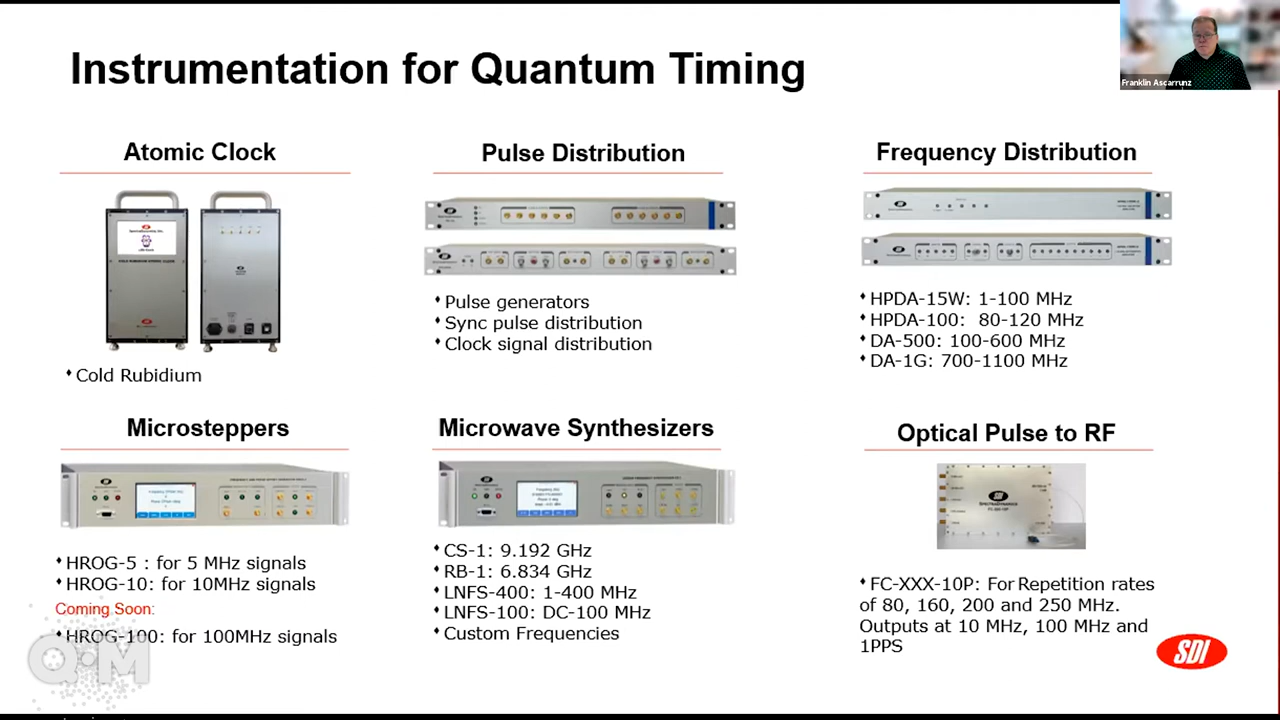 Instrumentation for Quantum Timing
Franklin Ascarrunz
Atomic Clock
Cold Rubidium
Pulse Distribution
Pulse generators
Sync pulse distribution
Clock signal distribution
Frequency Distribution
HPDA-15W: 1-100 MHz
HPDA-100: 80-120 MHz
DA-500: 100-600 MHz
DA-1G: 700-1100 MHz
Microsteppers
HROG-5 : for 5 MHz signals
HROG-10: for 10MHz signals
Coming Soon:
HROG-100: for 100MHz signals
Microwave Synthesizers
CS-1: 9.192 GHz
RB-1: 6.834 GHz
LNFS-400: 1-400 MHz
LNFS-100: DC-100 MHz
Custom Frequencies
Optical Pulse to RF
SDI
SPECTRADYNAMICS
FC-XXX-10P: For Repetition rates
of 80, 160, 200 and 250 MHz.
Outputs at 10 MHz, 100 MHz and
1PPS
Q·M
SDI